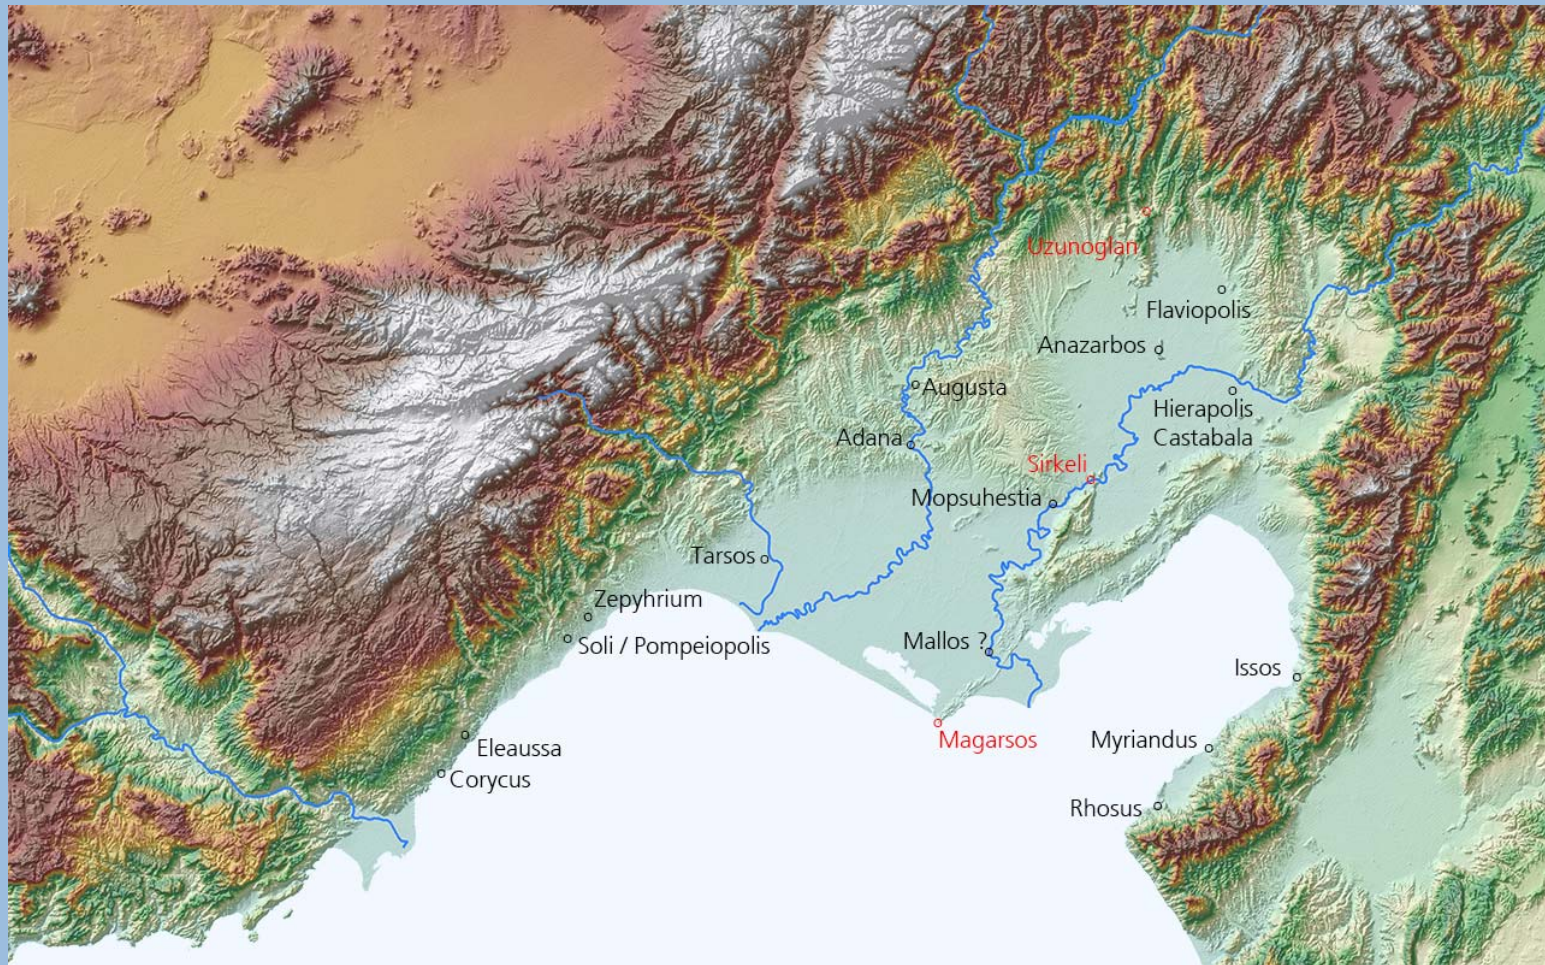 Uzunoglan
Flaviopolis
Anazarbos
Augusta
Hierapolis
Castabala
Adana
Sirkeli
Mopsuhestia
Tarsos
Zepyhrium
Soli / Pompeiopolis
Mallos ?
Issos
Magarsos
Myriandus
Eleaussa
Corycus
Rhosus